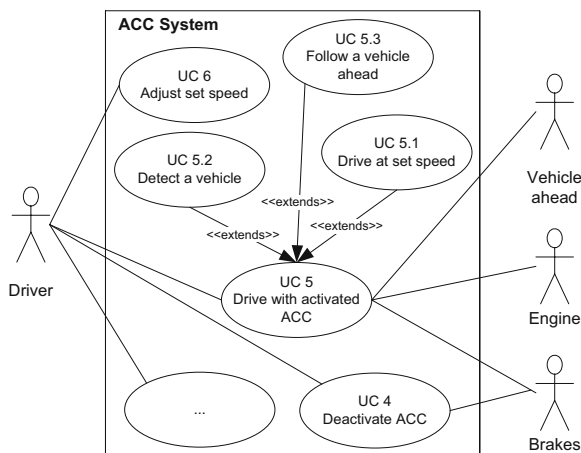 ACC System
UC 5.3
Follow a vehicle
ahead
UC 6
Adjust set speed
UC 5.2
Detect a vehicle
UC 5.1
Drive at set speed
<<extends>>
<<extends>>
<<extends>>
UC 5
Drive with activated
ACC
...
UC 4
Deactivate ACC
Driver
Vehicle
ahead
Engine
Brakes